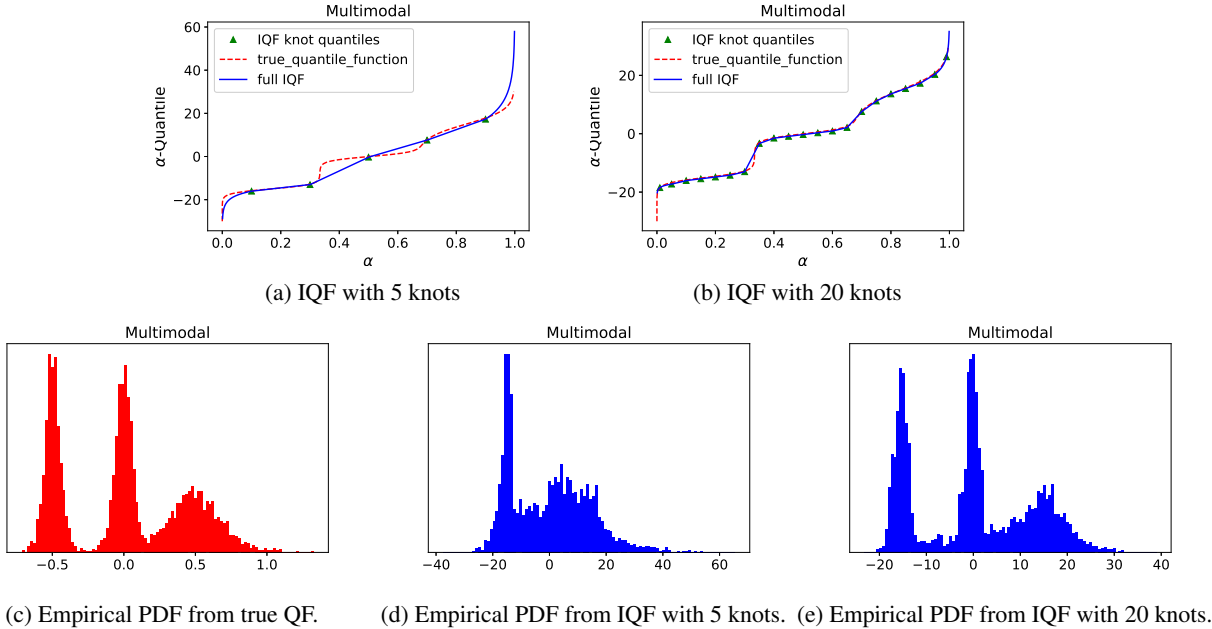 Multimodal
60
40
20
0
−20
α-Quantile
IQF knot quantiles
true_quantile_function
full IQF
0.0 0.2 0.4 0.6 0.8 1.0
α
(a) IQF with 5 knots
Multimodal
20
0
−20
α-Quantile
IQF knot quantiles
true_quantile_function
full IQF
0.0 0.2 0.4 0.6 0.8 1.0
α
(b) IQF with 20 knots
Multimodal
−0.5 0.0 0.5 1.0
(c) Empirical PDF from true QF.
Multimodal
−40 −20 0 20 40 60
(d) Empirical PDF from IQF with 5 knots.
Multimodal
−20 −10 0 10 20 30 40
(e) Empirical PDF from IQF with 20 knots.